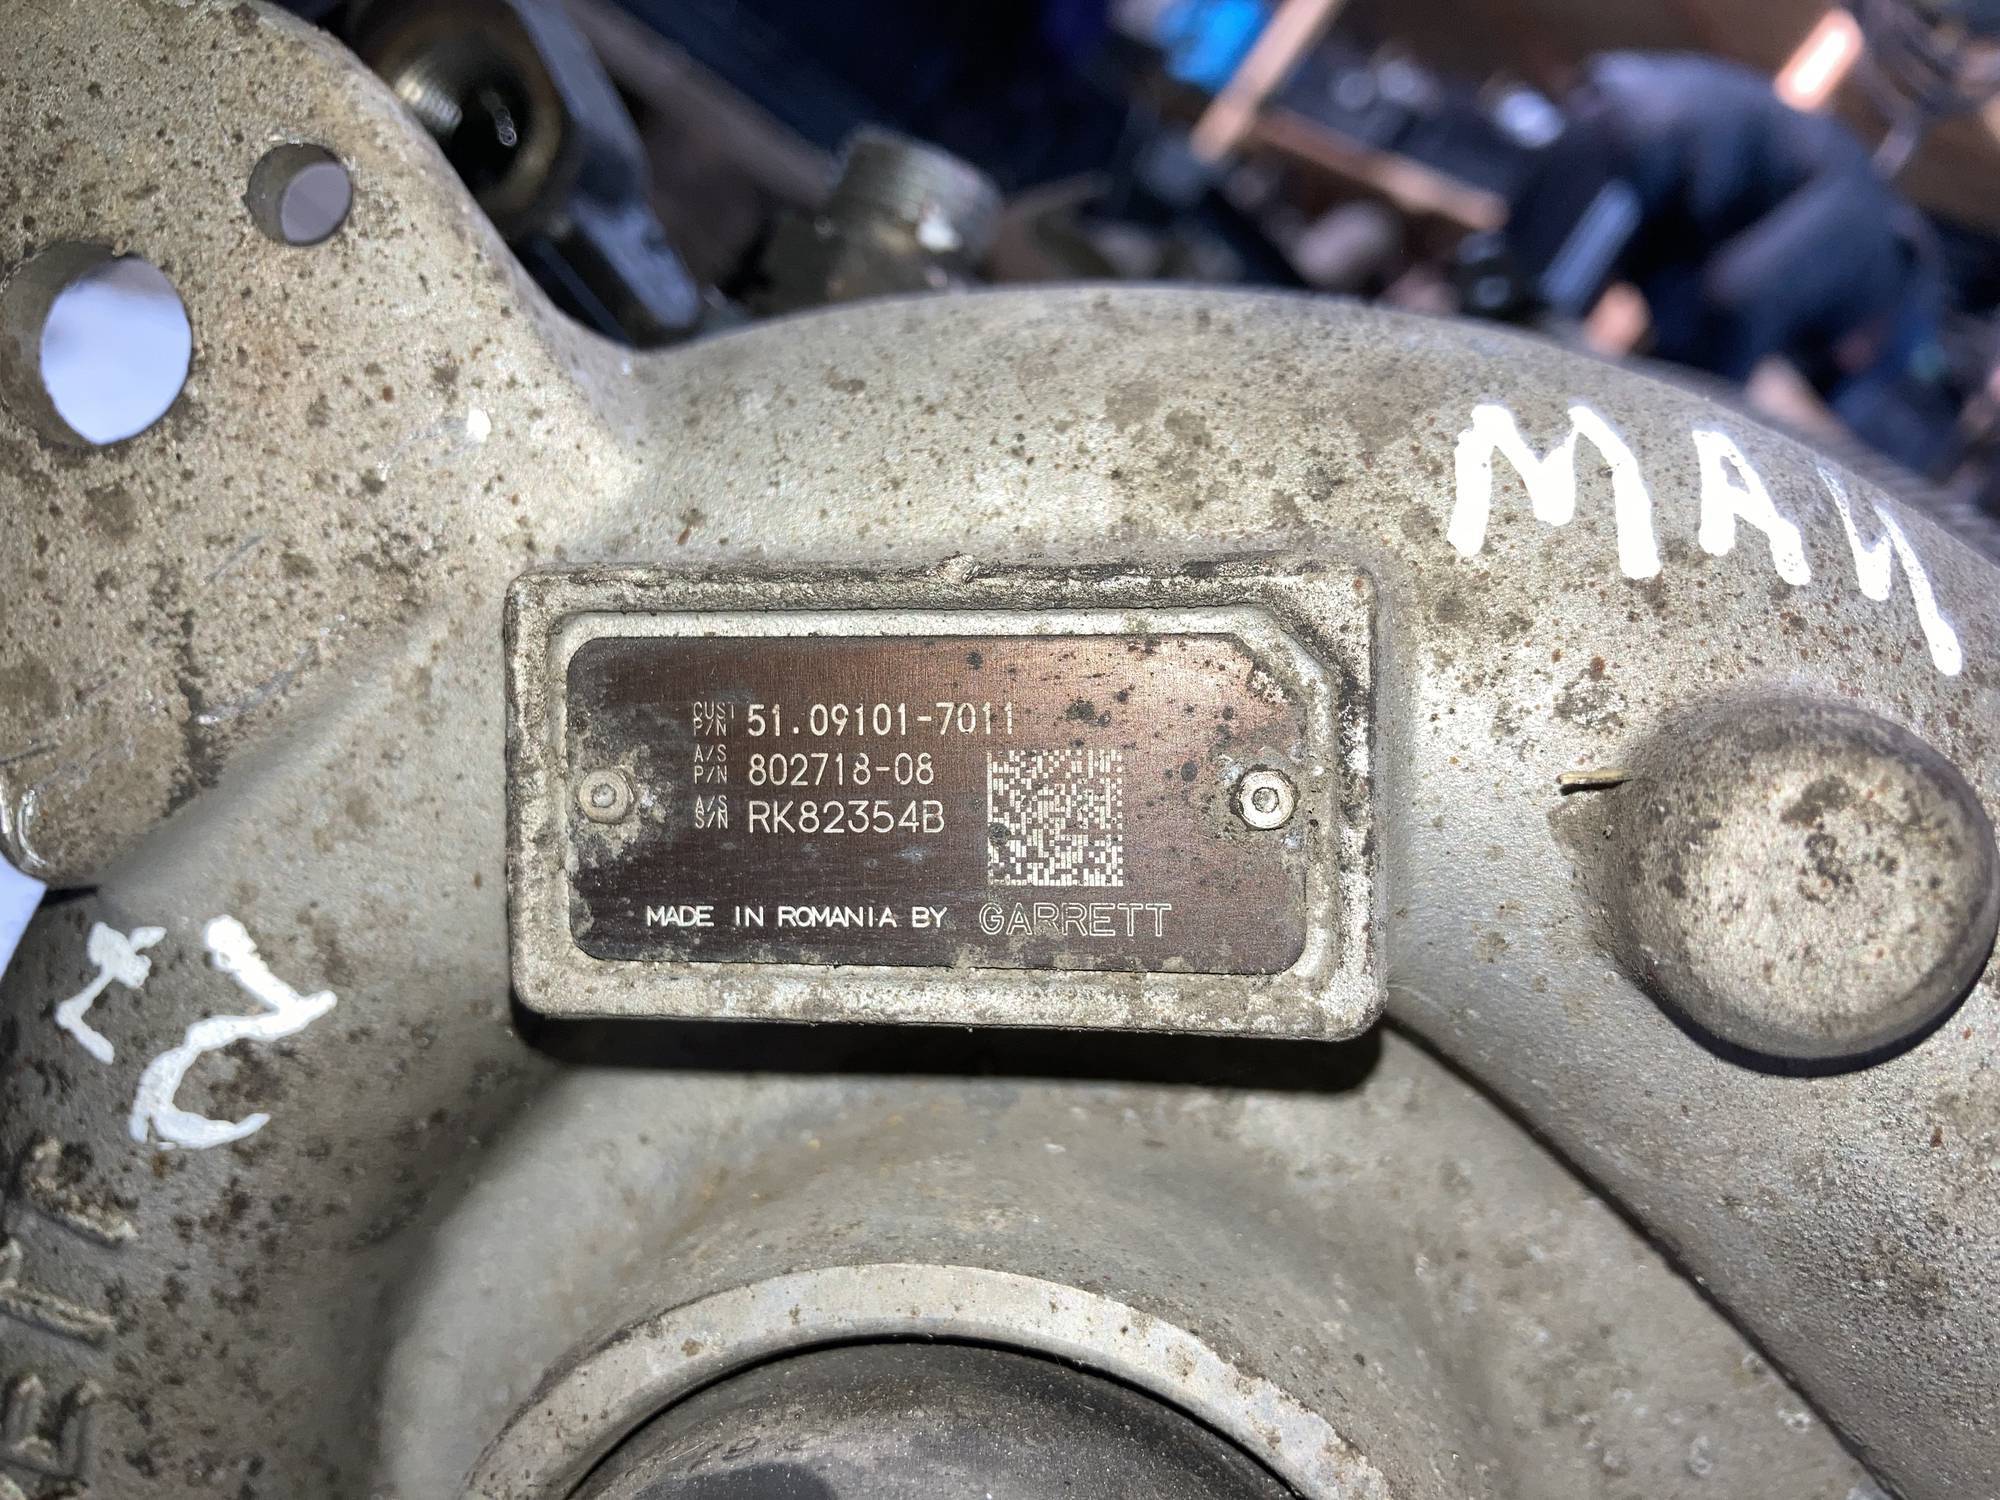 MAN
CUST P/N 51.09101-7011
A/S P/N 802718-08
A/S S/N RK82354B
MADE IN ROMANIA BY GARRETT